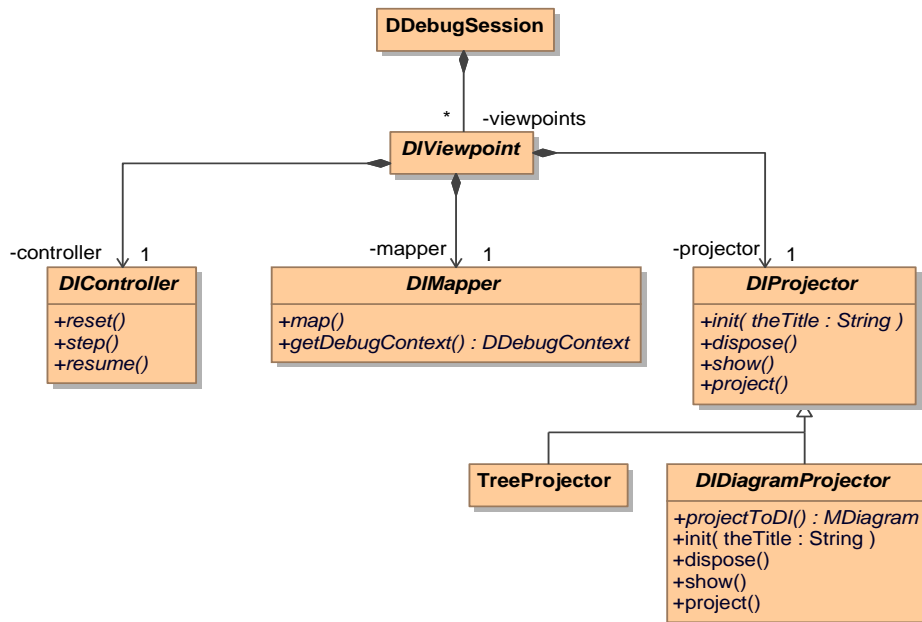 DDebugSession
* -viewpoints
DIViewpoint
-controller 1
-mapper 1
-projector 1
DIController
+reset()
+step()
+resume()
DIMapper
+map()
+getDebugContext() : DDebugContext
DIProjector
+init( theTitle : String )
+dispose()
+show()
+project()
TreeProjector
DIDiagramProjector
+projectToDI() : MDiagram
+init( theTitle : String )
+dispose()
+show()
+project()